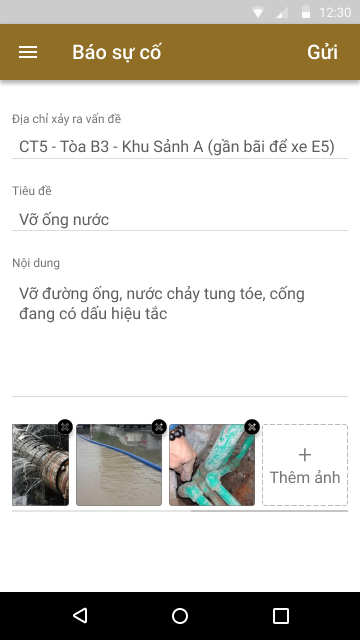 12:30
Báo sự cố
Gửi
Địa chỉ xảy ra vấn đề
CT5 - Tòa B3 - Khu Sảnh A (gần bãi để xe E5)
Tiêu đề
Vỡ ống nước
Nội dung
Vỡ đường ống, nước chảy tung tóe, cống
đang có dấu hiệu tắc
+
Thêm ảnh